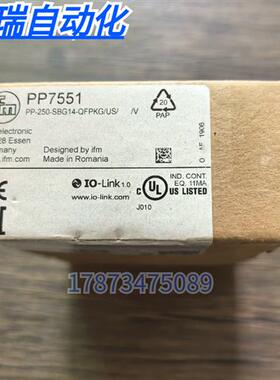 瑞自动化
ifm
PP7551
PP-250-SBG14-QFPKG/US/ /V
electronic
28 Essen
many
.ifm.com
Designed by ifm
Made in Romania
20
PAP
IO-Link 1.0
www.io-link.com
IND. CONT.
EQ. 11MA
C UL US LISTED
J010
17873475089